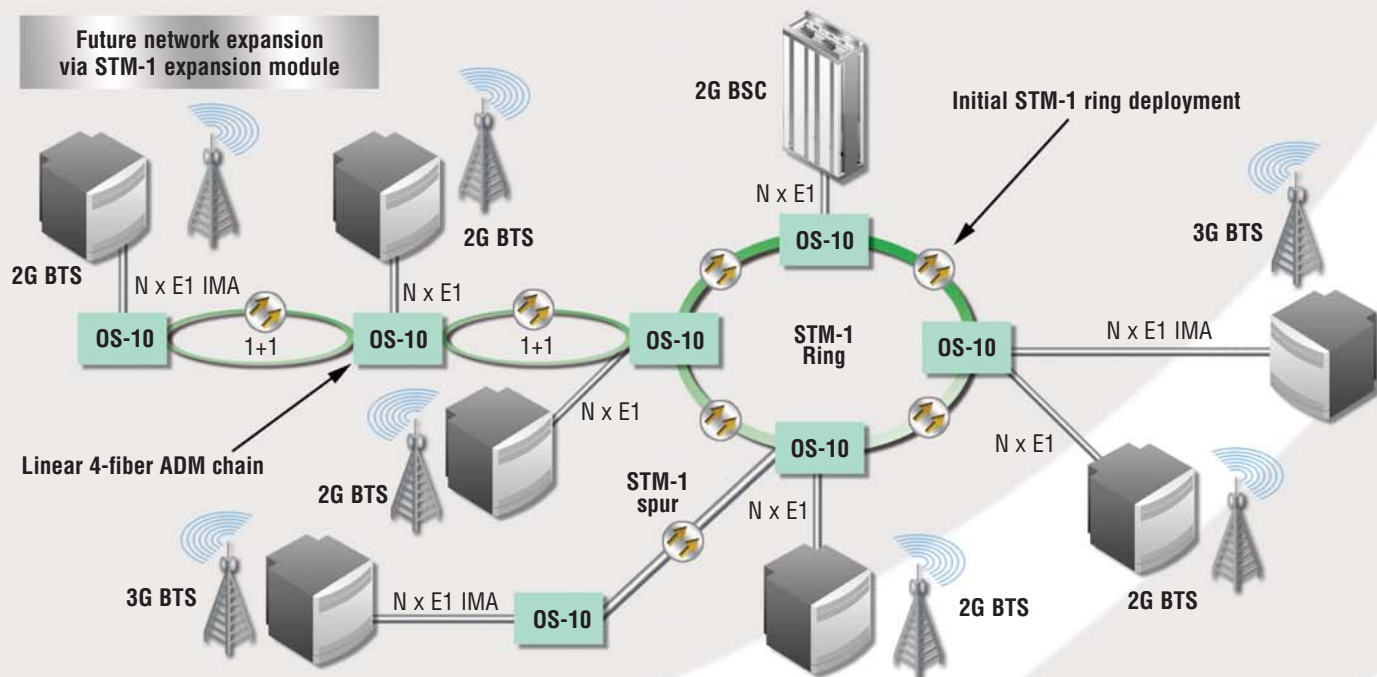 Future network expansion
via STM-1 expansion module
2G BSC
Initial STM-1 ring deployment
N x E1
3G BTS
2G BTS
OS-10
2G BTS
N x E1 IMA
N x E1
OS-10
1+1
OS-10
1+1
OS-10
STM-1
Ring
OS-10
N x E1 IMA
N x E1
N x E1
OS-10
Linear 4-fiber ADM chain
2G BTS
STM-1
spur
N x E1
3G BTS
N x E1 IMA
OS-10
2G BTS
2G BTS